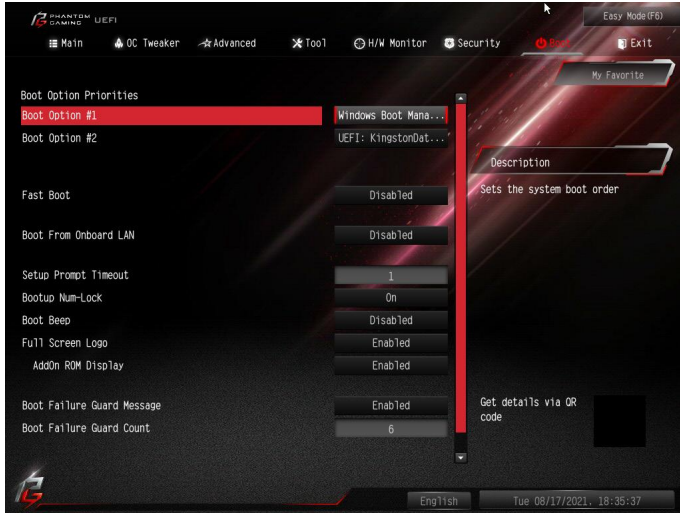 PHANTOM GAMING UEFI
Easy Mode(F6)
Main OC Tweaker Advanced Tool H/W Monitor Security Boot Exit
My Favorite
Boot Option Priorities
Boot Option #1 Windows Boot Mana...
Boot Option #2 UEFI: KingstonDat...
Description
Sets the system boot order
Fast Boot Disabled
Boot From Onboard LAN Disabled
Setup Prompt Timeout 1
Bootup Num-Lock On
Boot Beep Disabled
Full Screen Logo Enabled
AddOn ROM Display Enabled
Boot Failure Guard Message Enabled
Boot Failure Guard Count 6
Get details via QR
code
English Tue 08/17/2021. 18:35:37